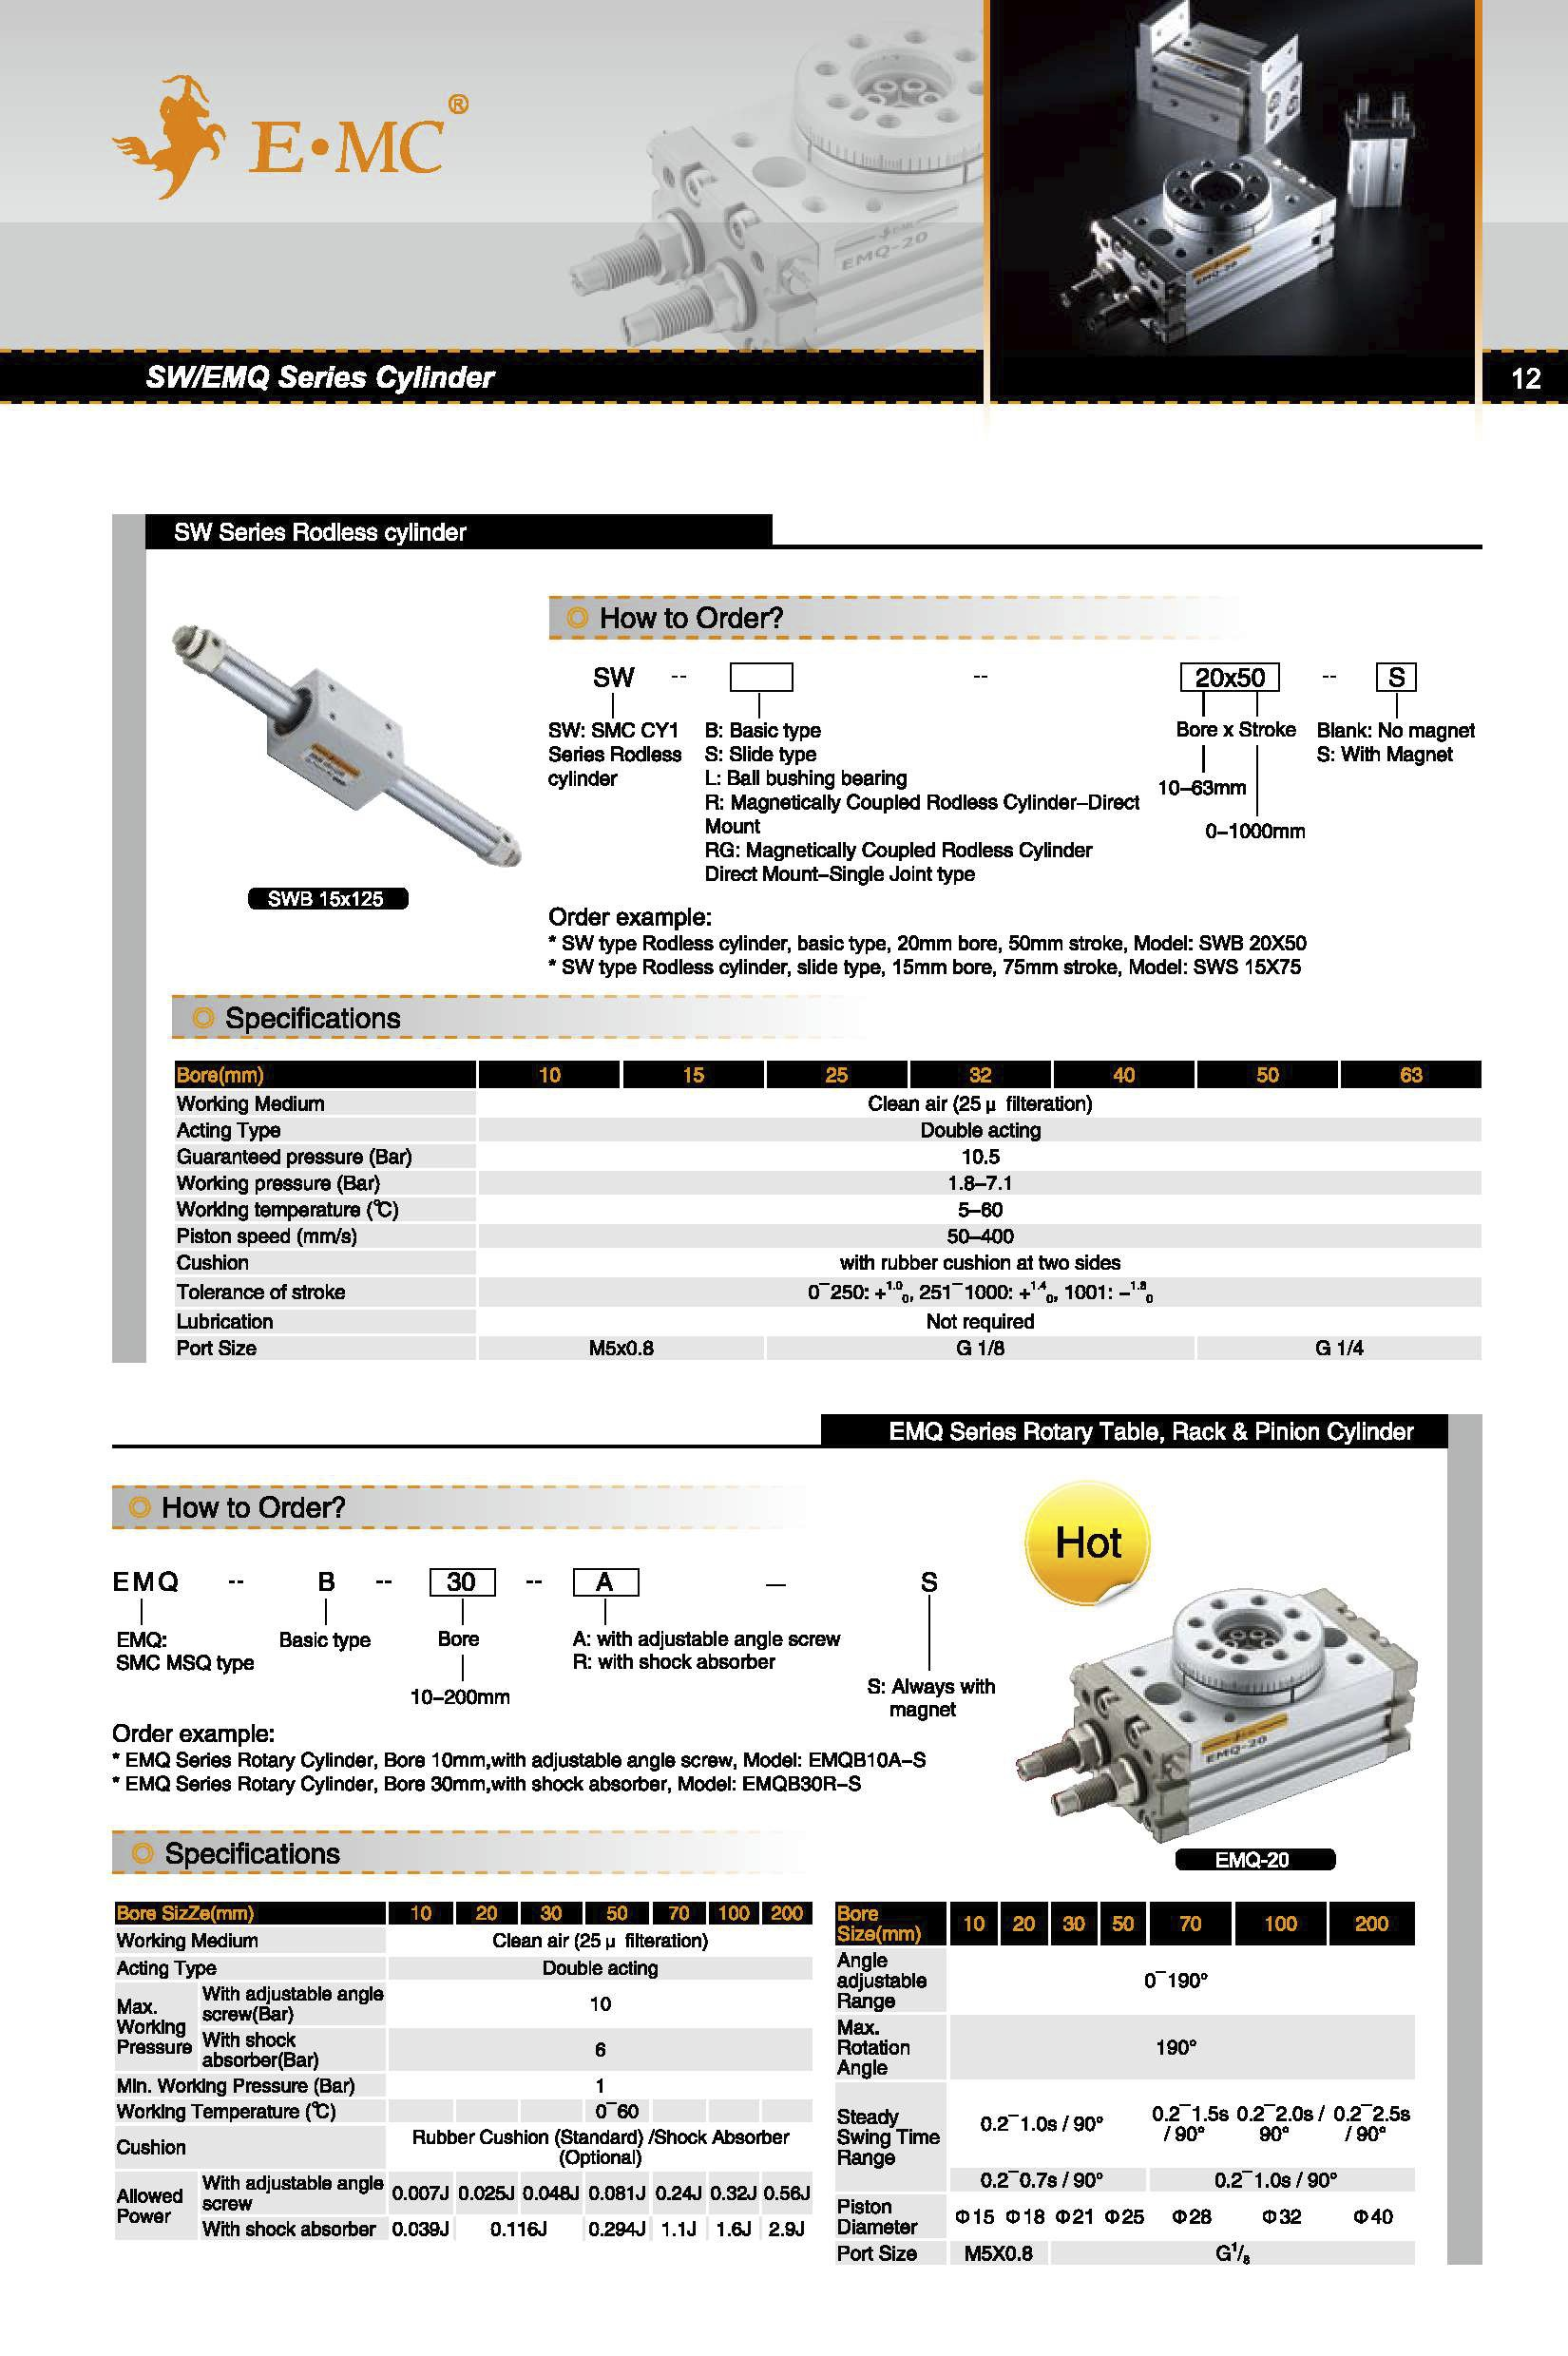 E•MC®
EMQ-20
SW/EMQ Series Cylinder
12
SW Series Rodless cylinder
How to Order?
SW -- -- 20x50 -- S
SW: SMC CY1
Series Rodless
cylinder
B: Basic type
S: Slide type
L: Ball bushing bearing
R: Magnetically Coupled Rodless Cylinder–Direct
Mount
RG: Magnetically Coupled Rodless Cylinder
Direct Mount–Single Joint type
Bore x Stroke
10–63mm
0–1000mm
Blank: No magnet
S: With Magnet
SWB 15x125
Order example:
* SW type Rodless cylinder, basic type, 20mm bore, 50mm stroke, Model: SWB 20X50
* SW type Rodless cylinder, slide type, 15mm bore, 75mm stroke, Model: SWS 15X75
Specifications
Bore(mm) 10 15 25 32 40 50 63
Working Medium Clean air (25 μ filteration)
Acting Type Double acting
Guaranteed pressure (Bar) 10.5
Working pressure (Bar) 1.8–7.1
Working temperature (℃) 5–60
Piston speed (mm/s) 50–400
Cushion with rubber cushion at two sides
Tolerance of stroke 0¯250: +¹·⁰₀, 251¯1000: +¹·⁴₀, 1001: –¹·⁸₀
Lubrication Not required
Port Size M5x0.8 G 1/8 G 1/4
EMQ Series Rotary Table, Rack & Pinion Cylinder
How to Order?
Hot
EMQ -- B -- 30 -- A — S
EMQ:
SMC MSQ type
Basic type
Bore
10–200mm
A: with adjustable angle screw
R: with shock absorber
S: Always with
magnet
Order example:
* EMQ Series Rotary Cylinder, Bore 10mm,with adjustable angle screw, Model: EMQB10A–S
* EMQ Series Rotary Cylinder, Bore 30mm,with shock absorber, Model: EMQB30R–S
EMQ-20
EMQ-20
Specifications
Bore SizZe(mm) 10 20 30 50 70 100 200
Working Medium Clean air (25 μ filteration)
Acting Type Double acting
Max.
Working
Pressure
With adjustable angle
screw(Bar) 10
With shock
absorber(Bar) 6
Min. Working Pressure (Bar) 1
Working Temperature (℃) 0¯60
Cushion Rubber Cushion (Standard) /Shock Absorber
(Optional)
Allowed
Power
With adjustable angle
screw 0.007J 0.025J 0.048J 0.081J 0.24J 0.32J 0.56J
With shock absorber 0.039J 0.116J 0.294J 1.1J 1.6J 2.9J
Bore
Size(mm) 10 20 30 50 70 100 200
Angle
adjustable
Range
0¯190°
Max.
Rotation
Angle
190°
Steady
Swing Time
Range
0.2¯1.0s / 90°
0.2¯1.5s
/ 90°
0.2¯2.0s /
90°
0.2¯2.5s
/ 90°
0.2¯0.7s / 90° 0.2¯1.0s / 90°
Piston
Diameter
Φ15 Φ18 Φ21 Φ25 Φ28 Φ32 Φ40
Port Size M5X0.8 G¹/₈